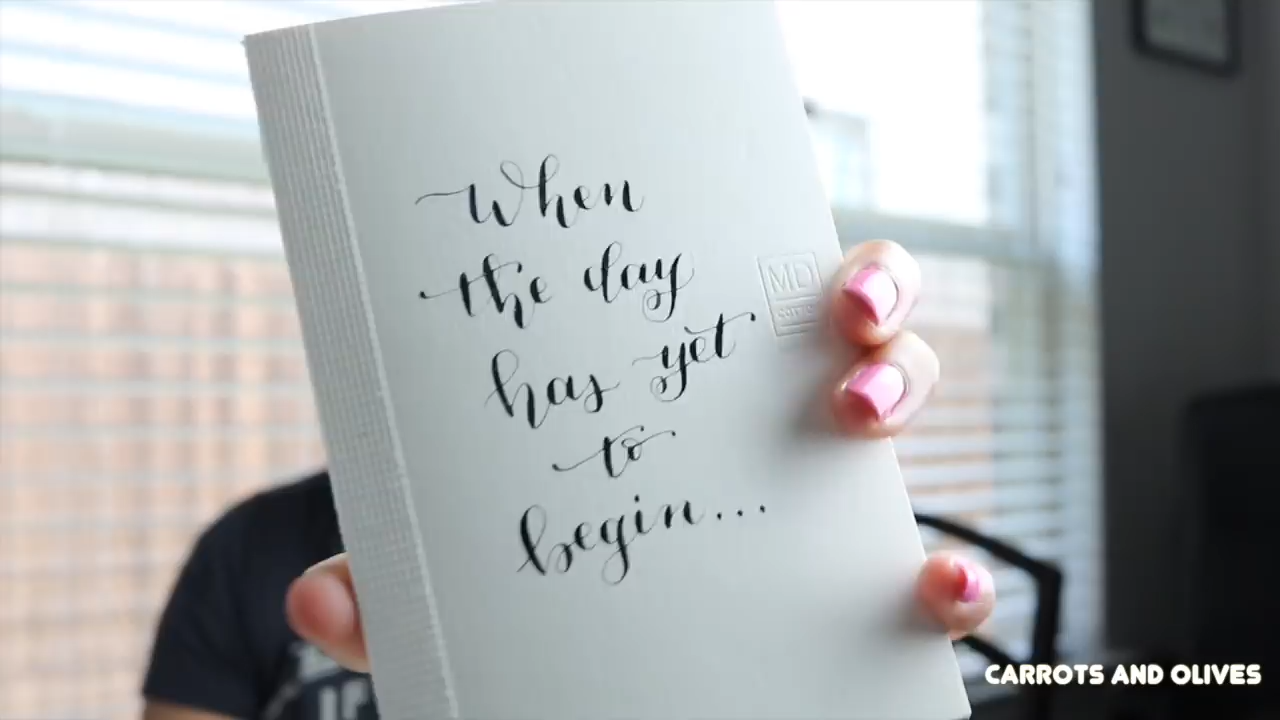 When
the day
has yet
to
begin...
MD
CARROTS AND OLIVES